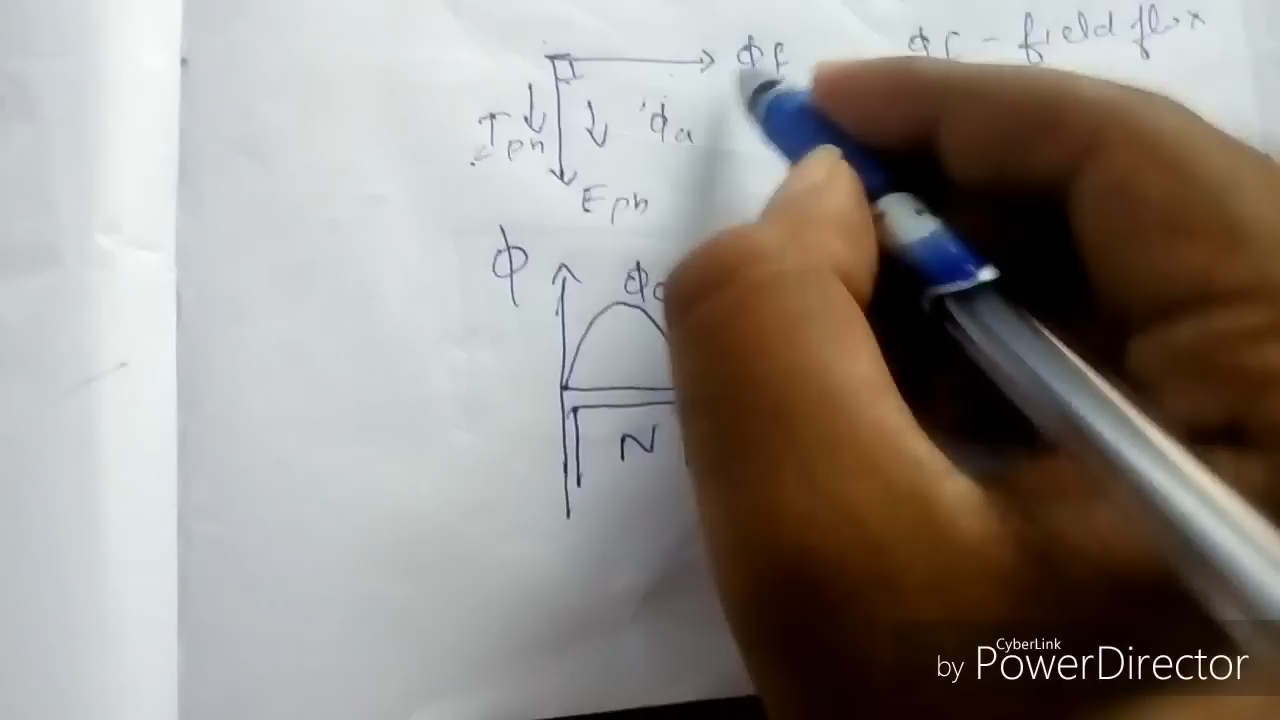 ϕf ϕf - field flux
Iph ϕa
Eph
ϕ
N
CyberLink
by PowerDirector